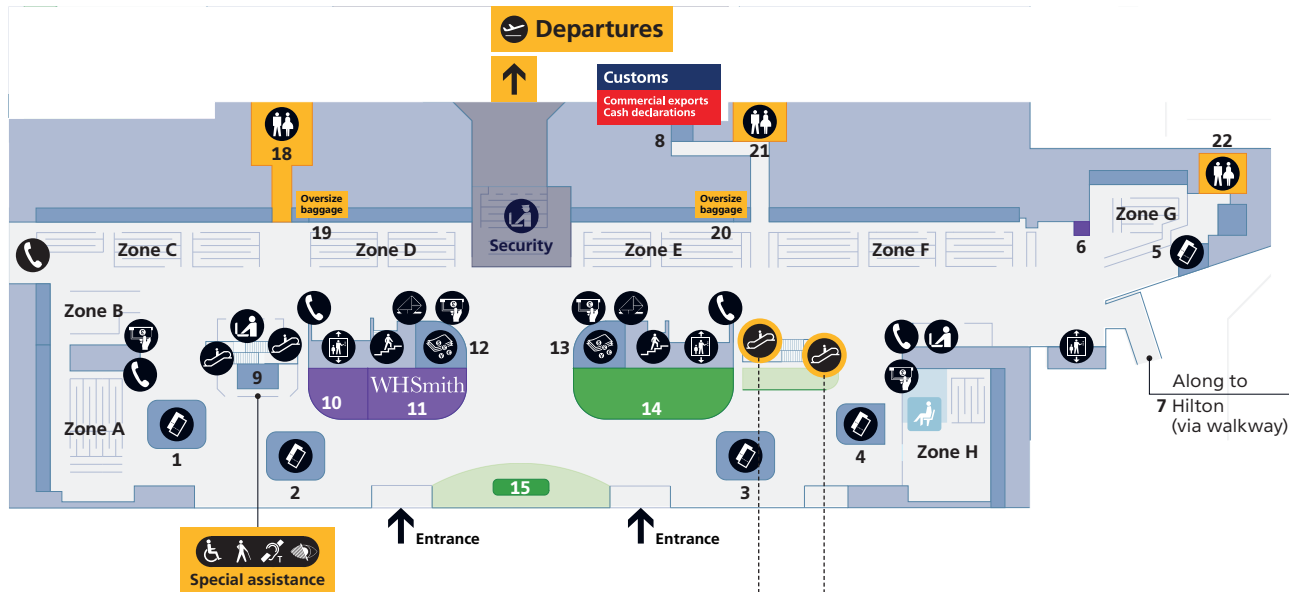 Departures
Customs
Commercial exports
Cash declarations
18
8
21
22
Oversize
baggage
19
Security
Oversize
baggage
20
Zone G
6
5
Zone C
Zone D
Zone E
Zone F
Zone B
9
12
13
WHSmith
10
11
14
Along to
7 Hilton
(via walkway)
Zone A
1
2
3
4
Zone H
15
Entrance
Entrance
T
Special assistance